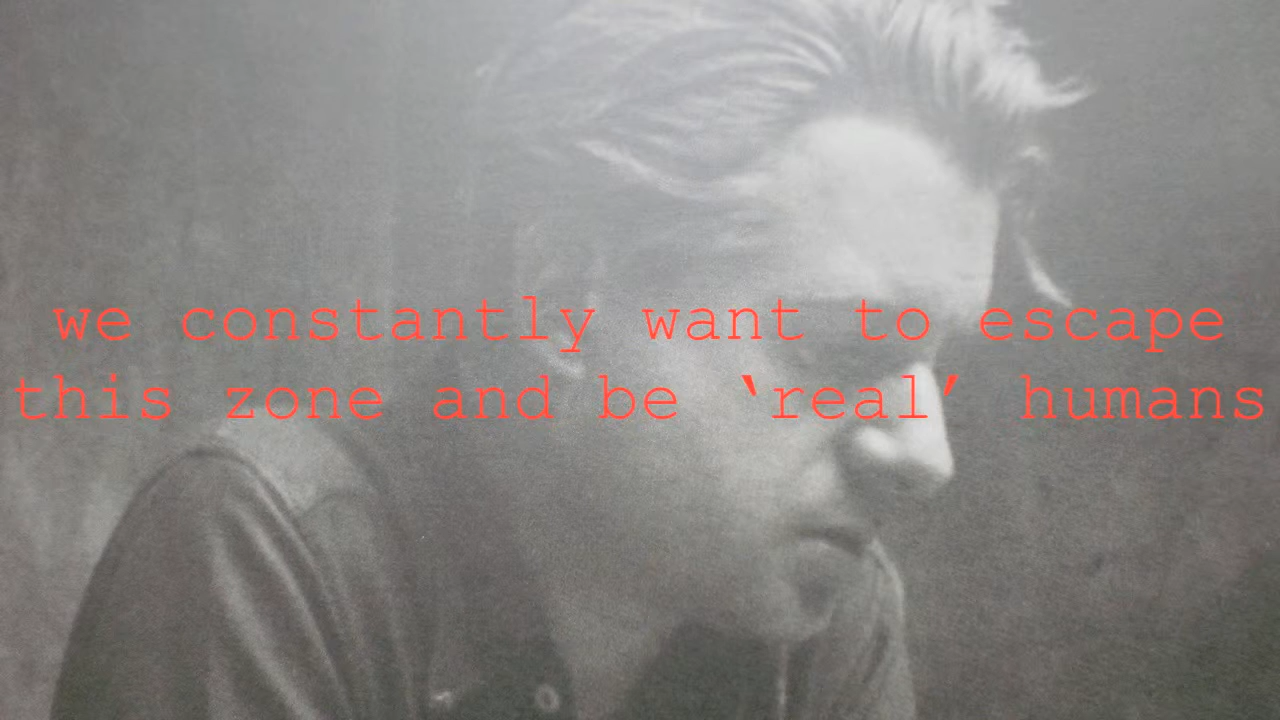 we constantly want to escape
this zone and be ‘real’ humans